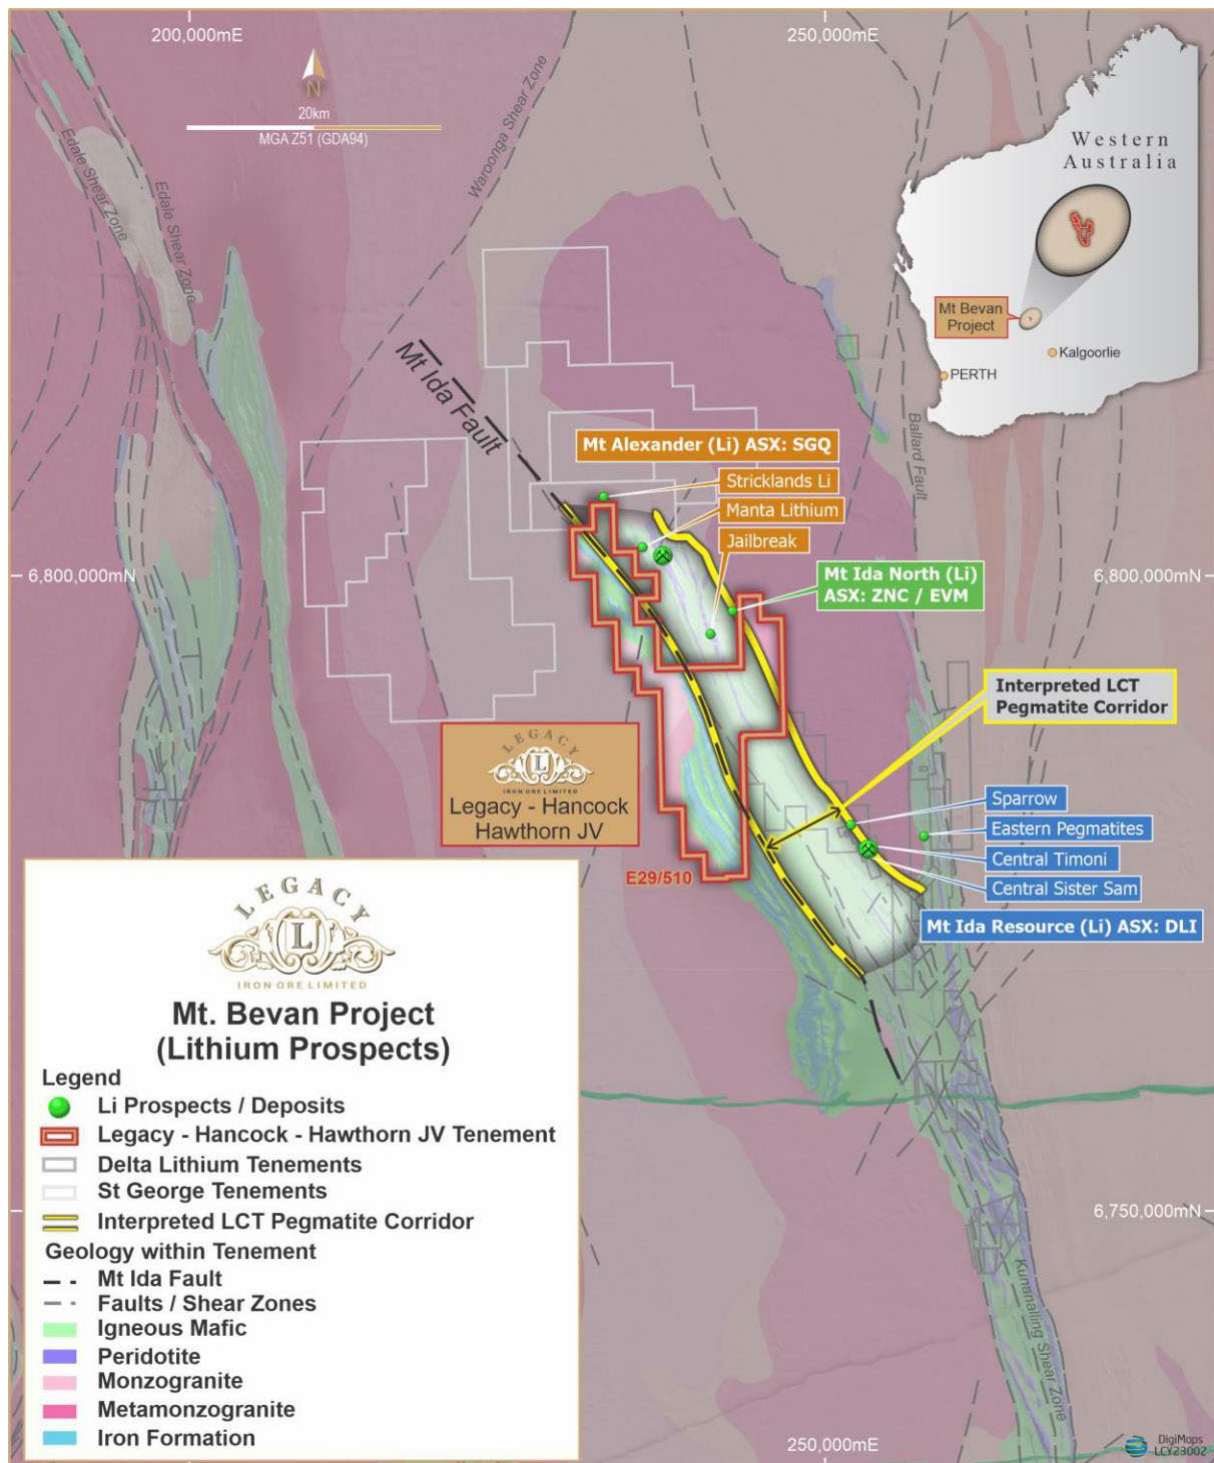 200,000mE
250,000mE
N
20km
MGA Z51 (GDA94)
Edale Shear Zone
Edale Shear Zone
Waroonga Shear Zone
Western
Australia
Mt Bevan
Project
Kalgoorlie
PERTH
Mt Ida Fault
Ballard Fault
Mt Alexander (Li) ASX: SGQ
Stricklands Li
Manta Lithium
Jailbreak
6,800,000mN
6,800,000mN
Mt Ida North (Li)
ASX: ZNC / EVM
Interpreted LCT
Pegmatite Corridor
LEGACY
L
IRON ORE LIMITED
Legacy - Hancock
Hawthorn JV
E29/510
Sparrow
Eastern Pegmatites
Central Timoni
Central Sister Sam
Mt Ida Resource (Li) ASX: DLI
LEGACY
L
IRON ORE LIMITED
Mt. Bevan Project
(Lithium Prospects)
Legend
Li Prospects / Deposits
Legacy - Hancock - Hawthorn JV Tenement
Delta Lithium Tenements
St George Tenements
Interpreted LCT Pegmatite Corridor
Geology within Tenement
Mt Ida Fault
Faults / Shear Zones
Igneous Mafic
Peridotite
Monzogranite
Metamonzogranite
Iron Formation
6,750,000mN
Kunanalling Shear Zone
250,000mE
DigiMaps
LCY23002